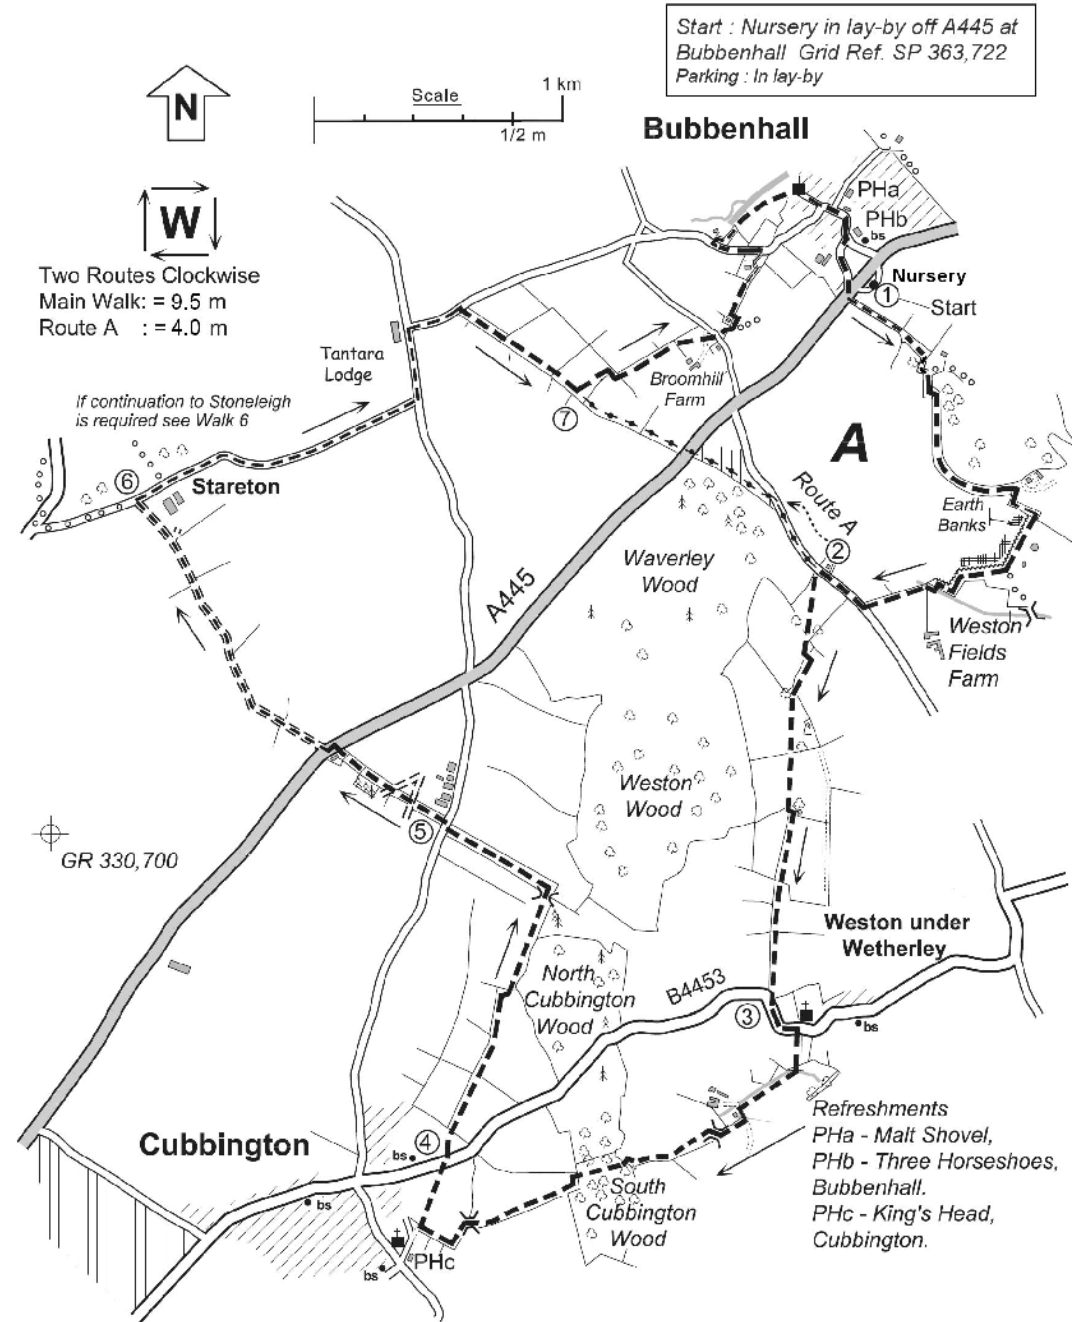 Start : Nursery in lay-by off A445 at
Bubbenhall Grid Ref. SP 363,722
Parking : In lay-by
N
Scale
1 km
1/2 m
Bubbenhall
W
Two Routes Clockwise
Main Walk: = 9.5 m
Route A : = 4.0 m
PHa
PHb
bs
Nursery
1
Start
Tantara
Lodge
Broomhill
Farm
7
If continuation to Stoneleigh
is required see Walk 6
A
6
Stareton
Route A
Earth
Banks
2
Waverley
Wood
A445
Weston
Fields
Farm
Weston
Wood
5
GR 330,700
Weston under
Wetherley
North
Cubbington
Wood
B4453
3
bs
Cubbington
4
bs
bs
South
Cubbington
Wood
PHc
bs
Refreshments
PHa - Malt Shovel,
PHb - Three Horseshoes,
Bubbenhall.
PHc - King's Head,
Cubbington.